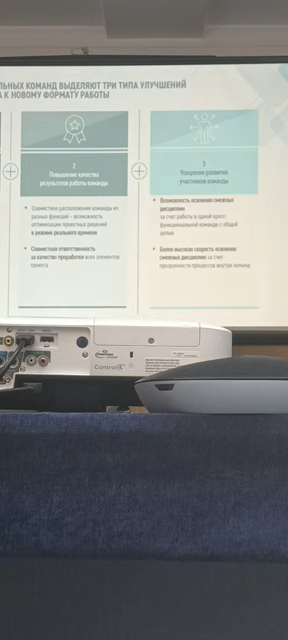 ЛЬНЫХ КОМАНД ВЫДЕЛЯЮТ ТРИ ТИПА УЛУЧШЕНИЙ
А К НОВОМУ ФОРМАТУ РАБОТЫ
2
Повышение качества
результатов работы команды
• Совместное расположение команды из
разных функций – возможность
оптимизации проектных решений
в режиме реального времени
• Совместная ответственность
за качество проработки всех элементов
проекта
3
Ускорение развития
участников команды
• Возможность освоения смежных
дисциплин
за счет работы в одной кросс-
функциональной команде с общей
целью
• Более высокая скорость освоения
смежных дисциплин за счет
прозрачности процессов внутри команд